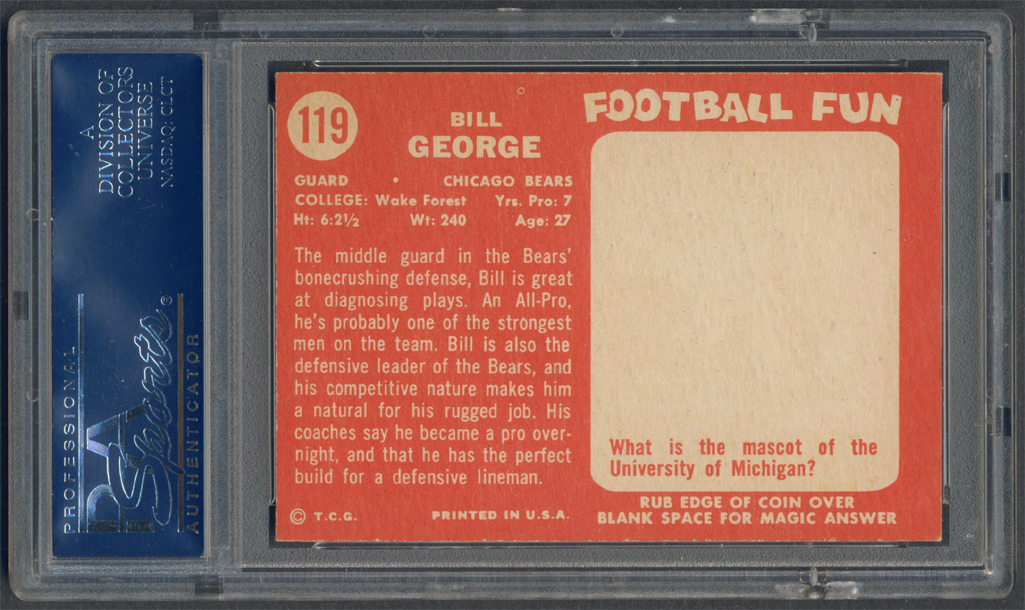 A
DIVISION OF
COLLECTORS
UNIVERSE
NASDAQ: CLCT
PROFESSIONAL
PSA
Sports
AUTHENTICATOR
119
BILL
GEORGE
GUARD • CHICAGO BEARS
COLLEGE: Wake Forest Yrs. Pro: 7
Ht: 6:2½ Wt: 240 Age: 27
The middle guard in the Bears'
bonecrushing defense, Bill is great
at diagnosing plays. An All-Pro,
he's probably one of the strongest
men on the team. Bill is also the
defensive leader of the Bears, and
his competitive nature makes him
a natural for his rugged job. His
coaches say he became a pro over-
night, and that he has the perfect
build for a defensive lineman.
© T.C.G. PRINTED IN U.S.A.
FOOTBALL FUN
What is the mascot of the
University of Michigan?
RUB EDGE OF COIN OVER
BLANK SPACE FOR MAGIC ANSWER